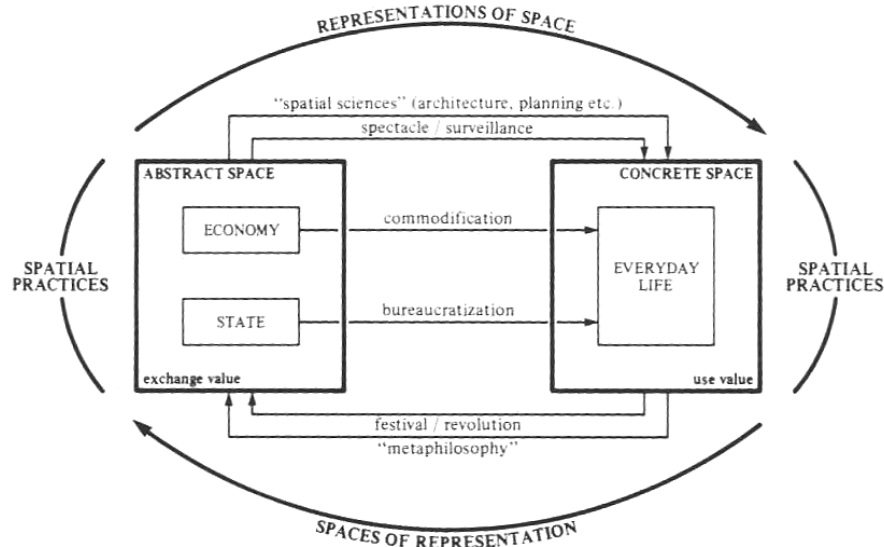 REPRESENTATIONS OF SPACE
"spatial sciences" (architecture, planning etc.)
spectacle / surveillance
ABSTRACT SPACE
CONCRETE SPACE
ECONOMY
commodification
EVERYDAY
LIFE
SPATIAL
PRACTICES
SPATIAL
PRACTICES
STATE
bureaucratization
exchange value
use value
festival / revolution
"metaphilosophy"
SPACES OF REPRESENTATION